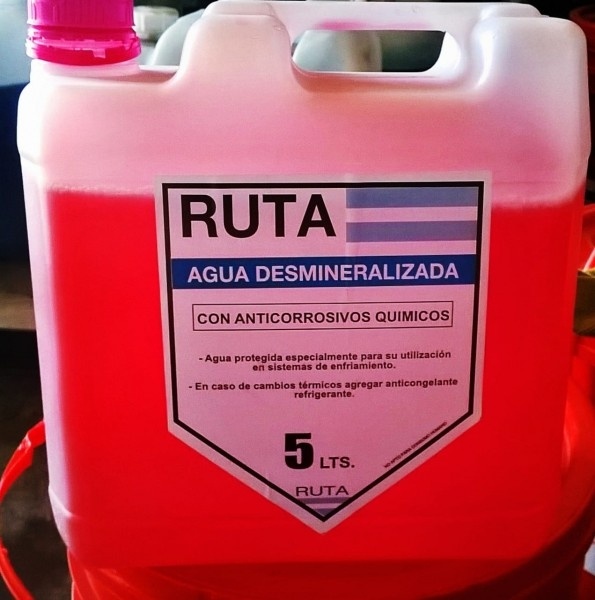 RUTA
AGUA DESMINERALIZADA
CON ANTICORROSIVOS QUIMICOS
- Agua protegida especialmente para su utilización
en sistemas de enfriamiento.
- En caso de cambios térmicos agregar anticongelante
refrigerante.
5 LTS.
RUTA